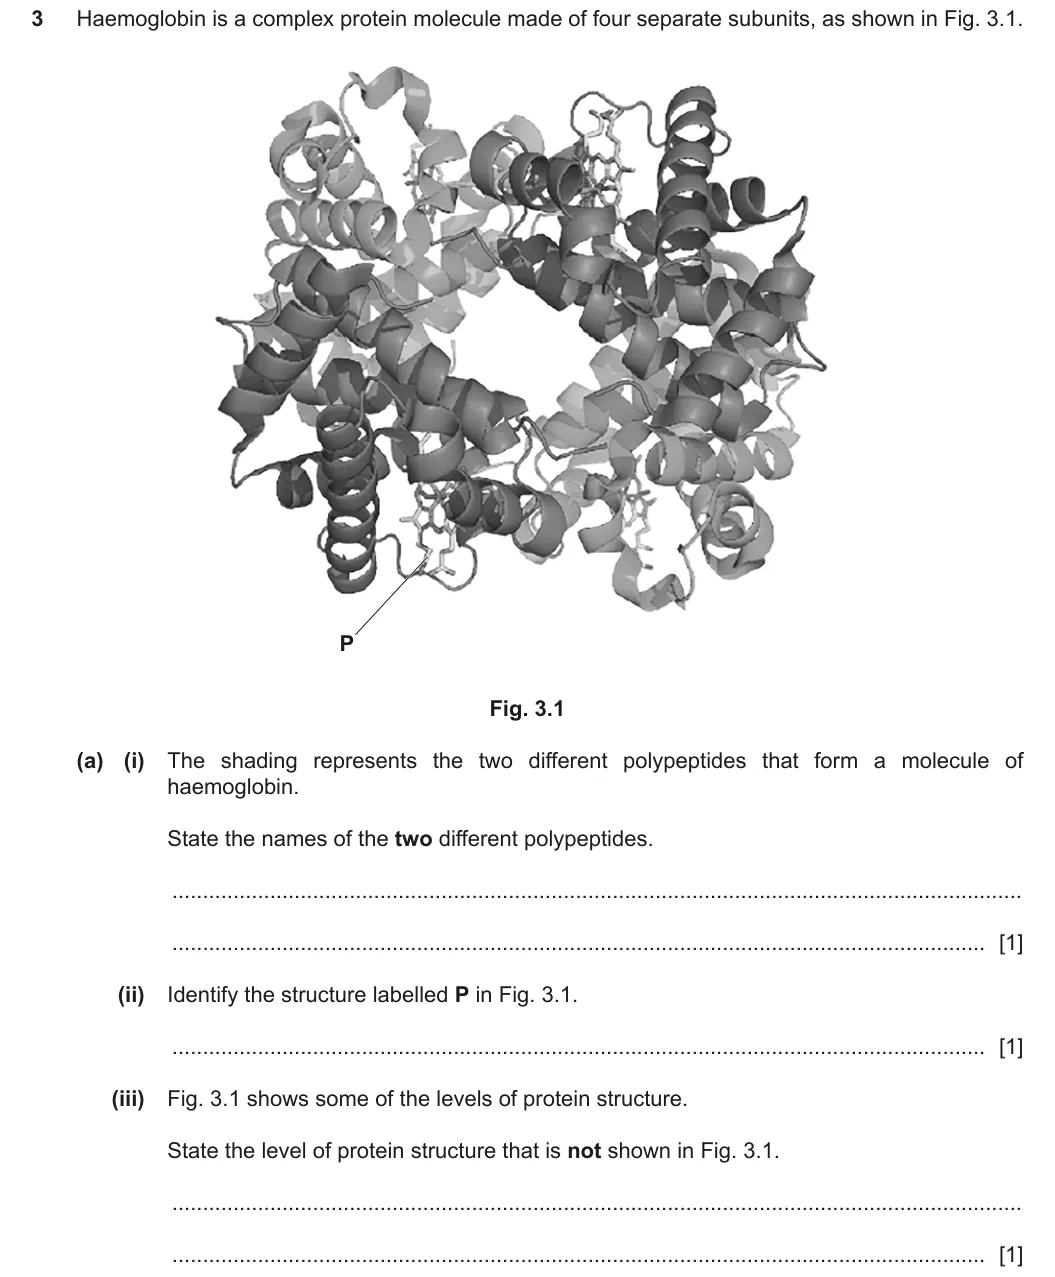 3 Haemoglobin is a complex protein molecule made of four separate subunits, as shown in Fig. 3.1.
P
Fig. 3.1
(a) (i) The shading represents the two different polypeptides that form a molecule of
haemoglobin.
State the names of the two different polypeptides.
[1]
(ii) Identify the structure labelled P in Fig. 3.1.
[1]
(iii) Fig. 3.1 shows some of the levels of protein structure.
State the level of protein structure that is not shown in Fig. 3.1.
[1]